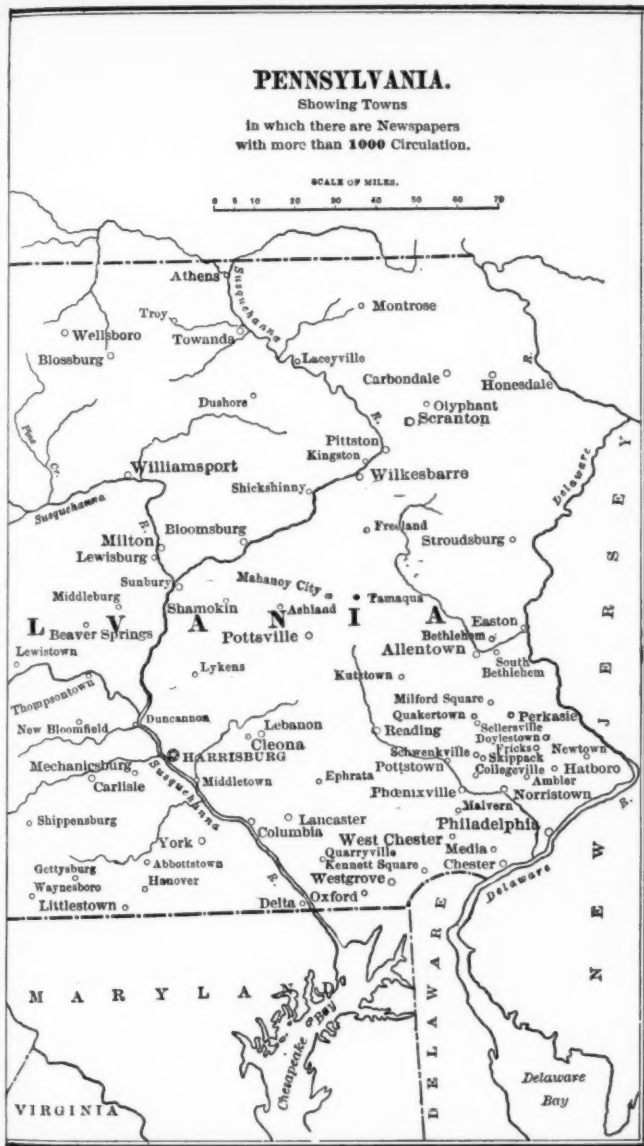 PENNSYLVANIA.
Showing Towns
in which there are Newspapers
with more than 1000 Circulation.
SCALE OF MILES.
0 5 10 20 30 40 50 60 70
Athens
Susquehanna
Troy
Montrose
Towanda
Wellsboro
Blossburg
Laceyville
R.
Carbondale
Honesdale
Dushore
Olyphant
Scranton
R.
Pine
Cr.
Pittston
Kingston
Williamsport
Wilkesbarre
Delaware
Shickshinny
Susquehanna
R.
Bloomsburg
Freeland
Milton
Stroudsburg
Lewisburg
Sunbury
Mahanoy City
Middleburg
Tamaqua
Shamokin
Ashland
L V A N I A
Beaver Springs
Pottsville
Easton
Bethlehem
Lewistown
Allentown
South
Bethlehem
Lykens
Kutztown
Thompsontown
Milford Square
Duncannon
Quakertown
Perkasie
New Bloomfield
Lebanon
Reading
Sellersville
Cleona
Doylestown
Fricks
HARRISBURG
Schwenkville
Skippack
Newtown
Mechanicsburg
Pottstown
Hatboro
Carlisle
Susquehanna
Middletown
Ephrata
Collegeville
Ambler
Phœnixville
Norristown
R.
Malvern
Shippensburg
Lancaster
Columbia
Philadelphia
York
West Chester
Quarryville
Media
Gettysburg
Abbottstown
Kennett Square
Chester
Waynesboro
Hanover
R.
Westgrove
Delaware
Littlestown
Delta
Oxford
NEW JERSEY
MARYLAND
DELAWARE
Chesapeake
Bay
Delaware
Bay
VIRGINIA